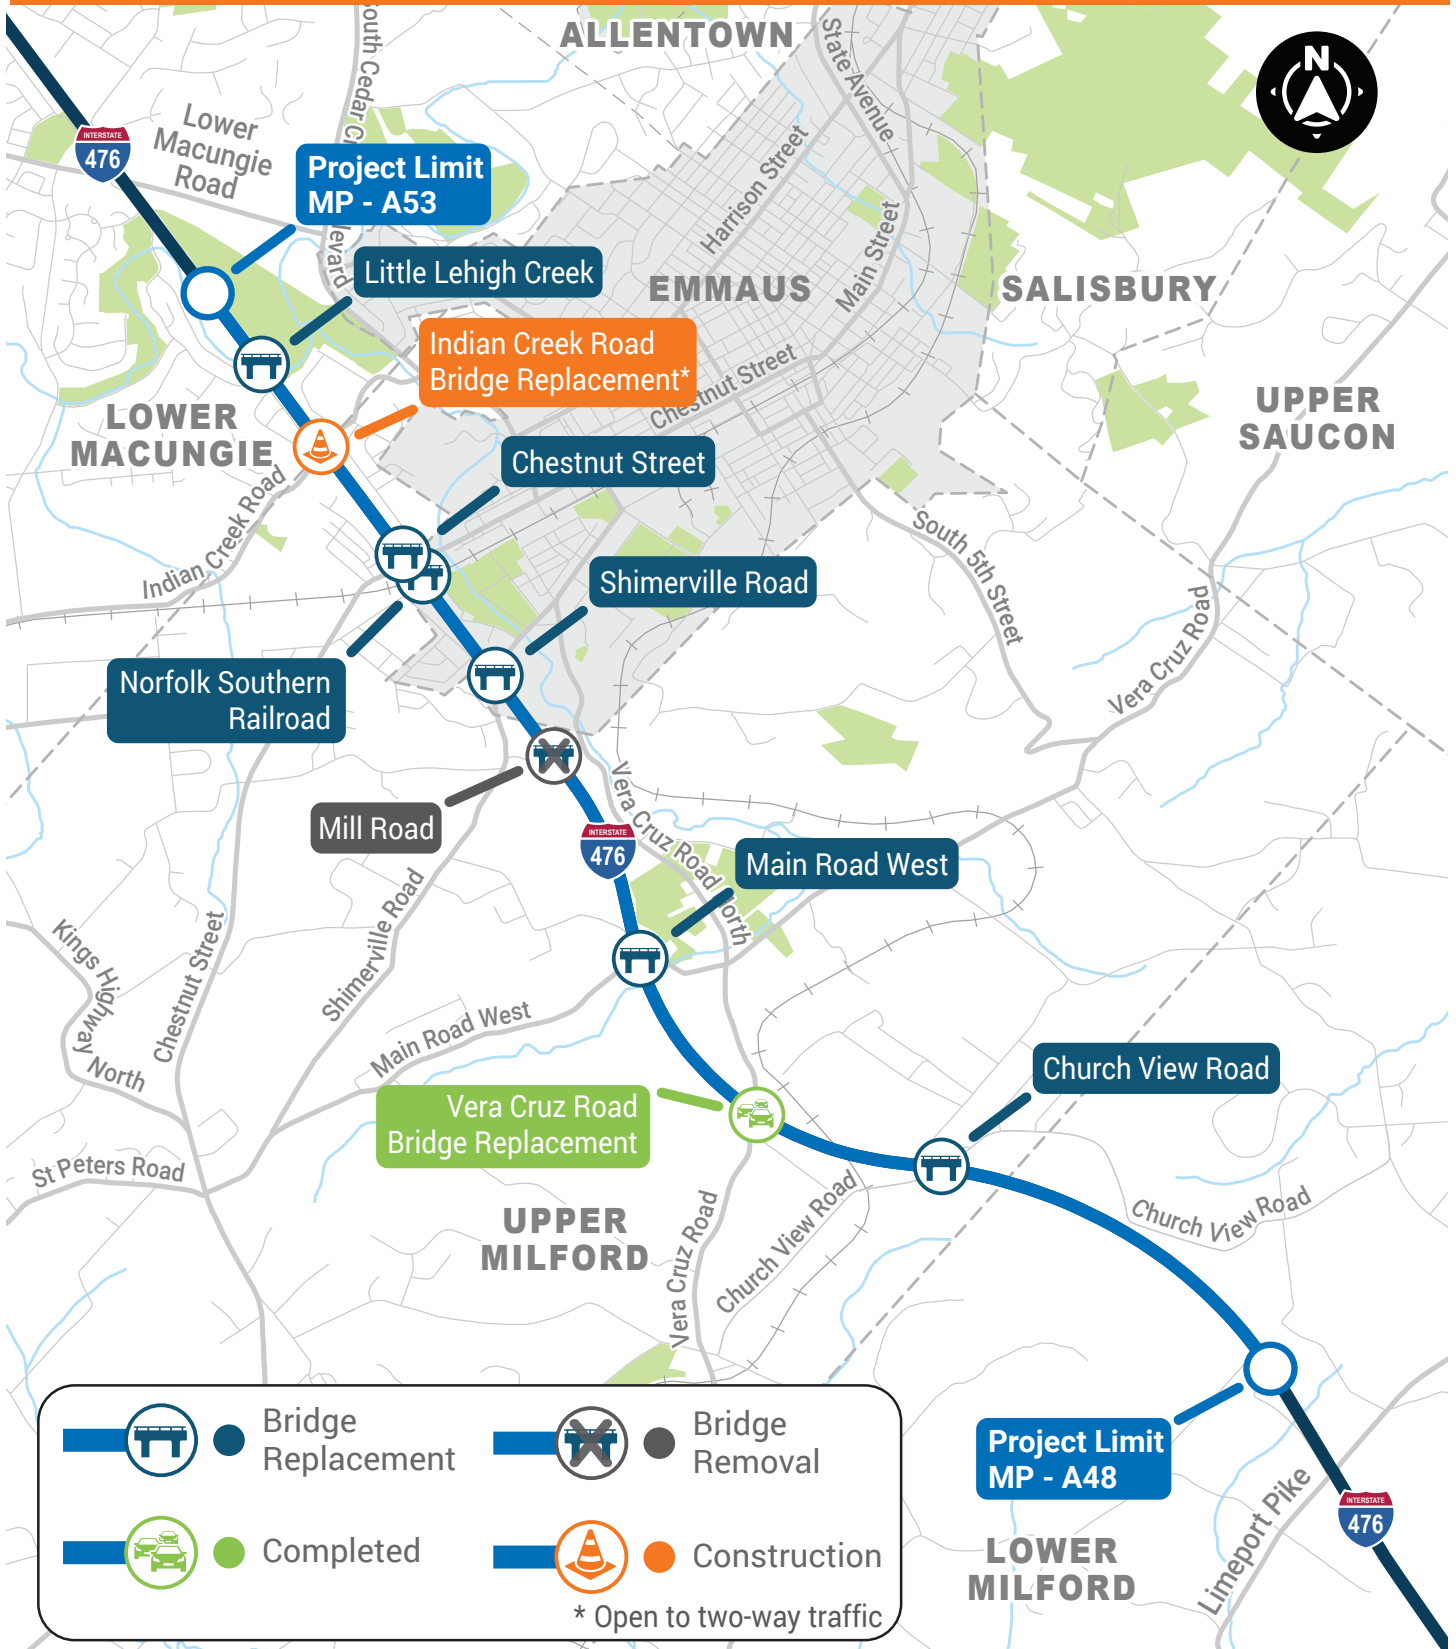 ALLENTOWN
State Avenue
South Cedar Cr
levard
N
INTERSTATE
476
Lower
Macungie
Road
Project Limit
MP - A53
Harrison Street
Main Street
Little Lehigh Creek
EMMAUS
SALISBURY
Indian Creek Road
Bridge Replacement*
Chestnut Street
LOWER
MACUNGIE
UPPER
SAUCON
Chestnut Street
Indian Creek Road
South 5th Street
Shimerville Road
Vera Cruz Road
Norfolk Southern
Railroad
Mill Road
Vera Cruz Road North
INTERSTATE
476
Main Road West
Kings Highway
North
Chestnut Street
Shimerville Road
Main Road West
Church View Road
Vera Cruz Road
Bridge Replacement
St Peters Road
UPPER
MILFORD
Vera Cruz Road
Church View Road
Church View Road
Bridge
Replacement
Bridge
Removal
Completed
Construction
* Open to two-way traffic
Project Limit
MP - A48
Limeport Pike
INTERSTATE
476
LOWER
MILFORD